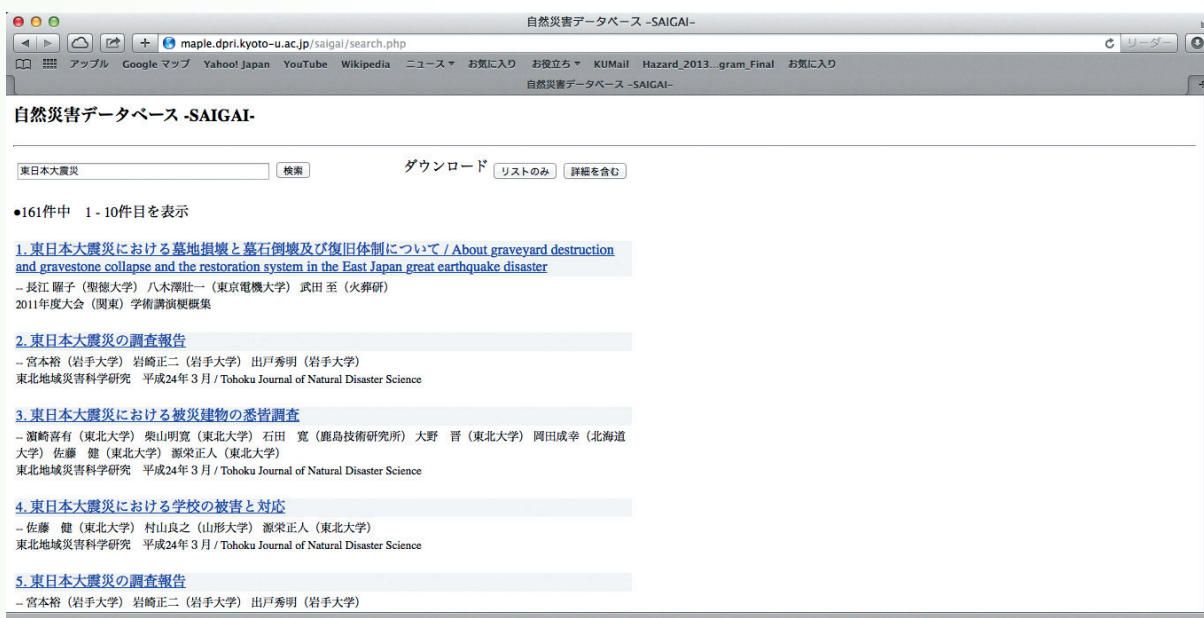 自然災害データベース -SAIGAI-
maple.dpri.kyoto-u.ac.jp/saigai/search.php
リーダー
アップル Google マップ Yahoo! Japan YouTube Wikipedia ニュース▼ お気に入り お役立ち▼ KUMail Hazard_2013...gram_Final お気に入り
自然災害データベース -SAIGAI-
自然災害データベース -SAIGAI-
東日本大震災 検索 ダウンロード リストのみ 詳細を含む
●161件中 1 - 10件目を表示
1. 東日本大震災における墓地損壊と墓石倒壊及び復旧体制について / About graveyard destruction
and gravestone collapse and the restoration system in the East Japan great earthquake disaster
-- 長江 曜子（聖徳大学） 八木澤壯一（東京電機大学） 武田 至（火葬研）
2011年度大会（関東）学術講演梗概集
2. 東日本大震災の調査報告
-- 宮本裕（岩手大学） 岩崎正二（岩手大学） 出戸秀明（岩手大学）
東北地域災害科学研究 平成24年３月 / Tohoku Journal of Natural Disaster Science
3. 東日本大震災における被災建物の悉皆調査
-- 濵崎喜有（東北大学） 柴山明寛（東北大学） 石田 寛（鹿島技術研究所） 大野 晋（東北大学） 岡田成幸（北海道
大学） 佐藤 健（東北大学） 源栄正人（東北大学）
東北地域災害科学研究 平成24年３月 / Tohoku Journal of Natural Disaster Science
4. 東日本大震災における学校の被害と対応
-- 佐藤 健（東北大学） 村山良之（山形大学） 源栄正人（東北大学）
東北地域災害科学研究 平成24年３月 / Tohoku Journal of Natural Disaster Science
5. 東日本大震災の調査報告
-- 宮本裕（岩手大学） 岩崎正二（岩手大学） 出戸秀明（岩手大学）